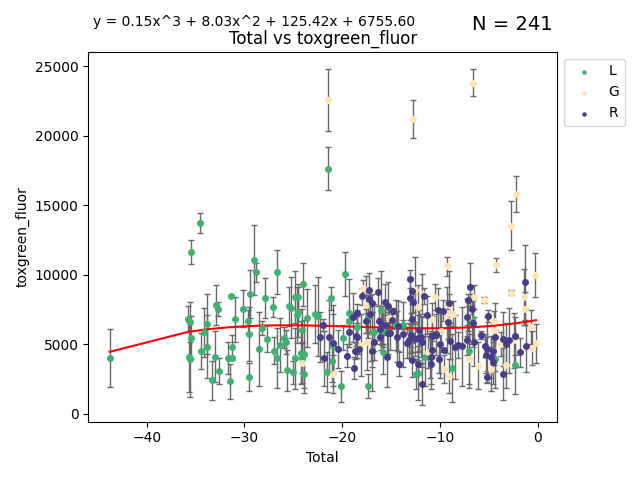 y = 0.15x^3 + 8.03x^2 + 125.42x + 6755.60
N = 241
Total vs toxgreen_fluor
25000
20000
15000
10000
5000
0
toxgreen_fluor
−40
−30
−20
−10
0
Total
L
G
R